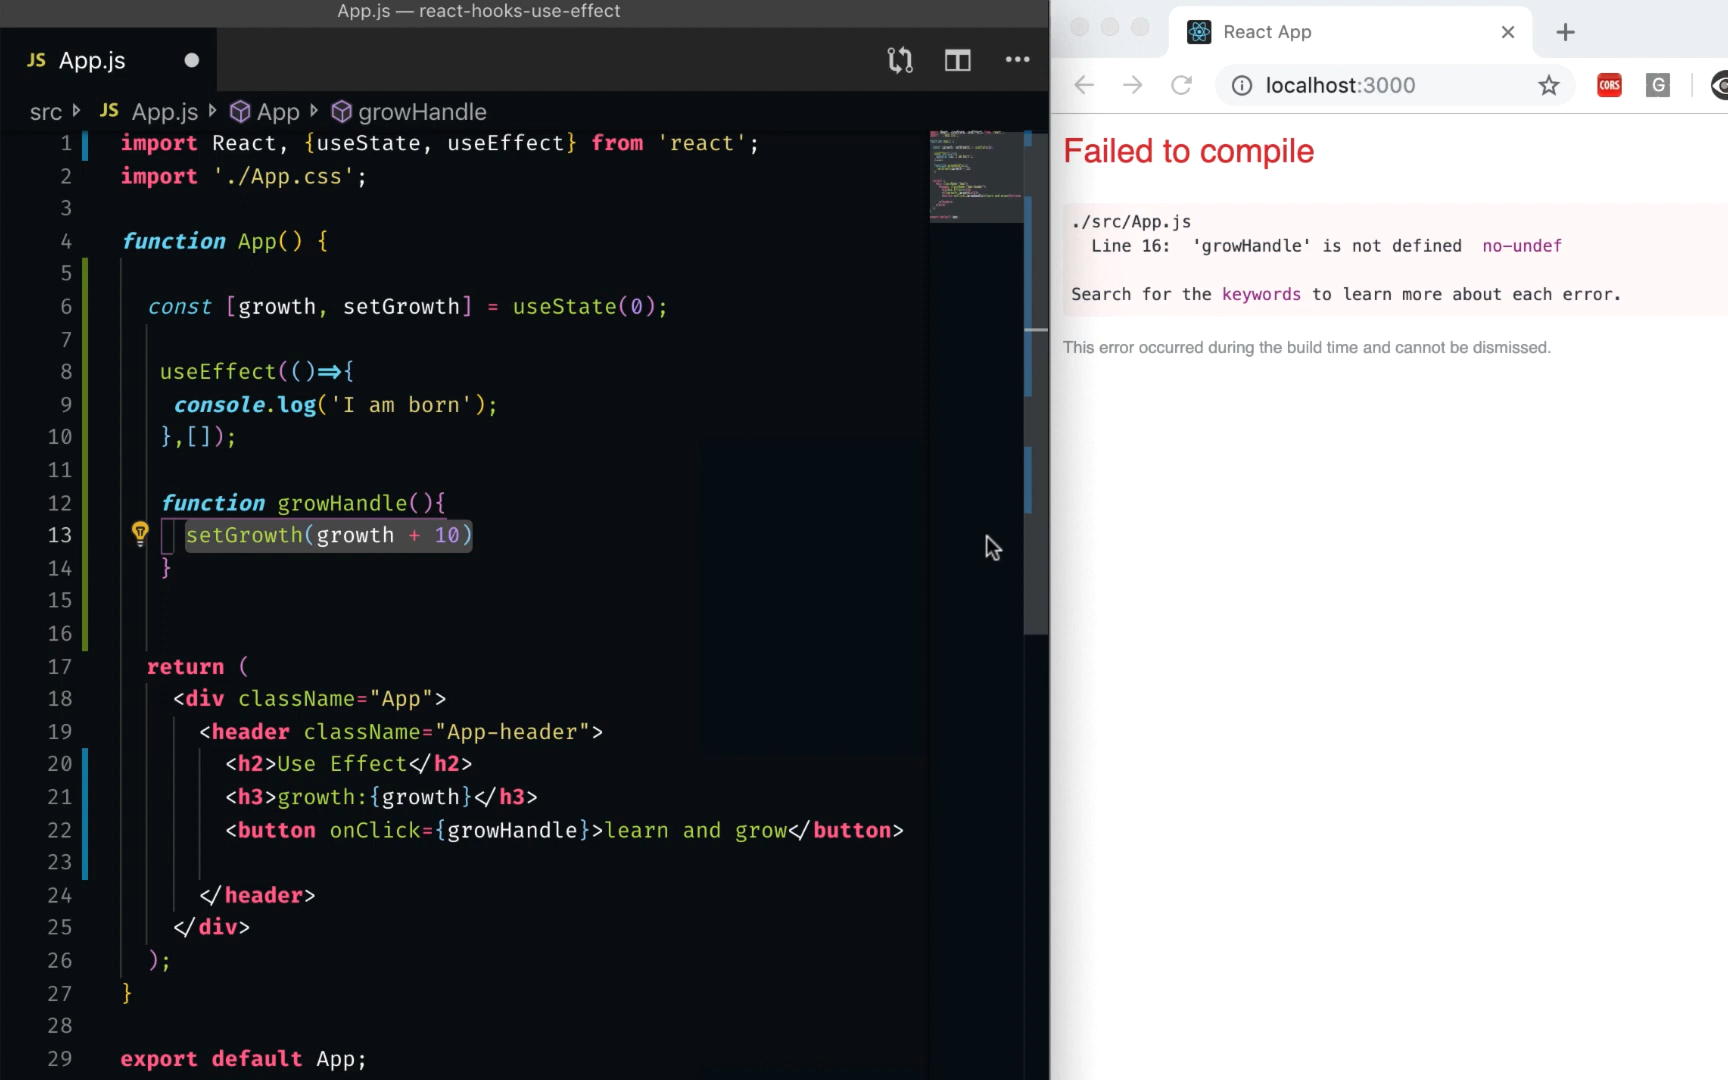 App.js — react-hooks-use-effect
JS App.js
src JS App.js App growHandle
1 import React, {useState, useEffect} from 'react';
2 import './App.css';
3
4 function App() {
5
6 const [growth, setGrowth] = useState(0);
7
8 useEffect(()=>{
9 console.log('I am born');
10 },[]);
11
12 function growHandle(){
13 setGrowth(growth + 10)
14 }
15
16
17 return (
18 <div className="App">
19 <header className="App-header">
20 <h2>Use Effect</h2>
21 <h3>growth:{growth}</h3>
22 <button onClick={growHandle}>learn and grow</button>
23
24 </header>
25 </div>
26 );
27 }
28
29 export default App;
React App
localhost:3000
CORS
G
Failed to compile
./src/App.js
Line 16: 'growHandle' is not defined no-undef
Search for the keywords to learn more about each error.
This error occurred during the build time and cannot be dismissed.